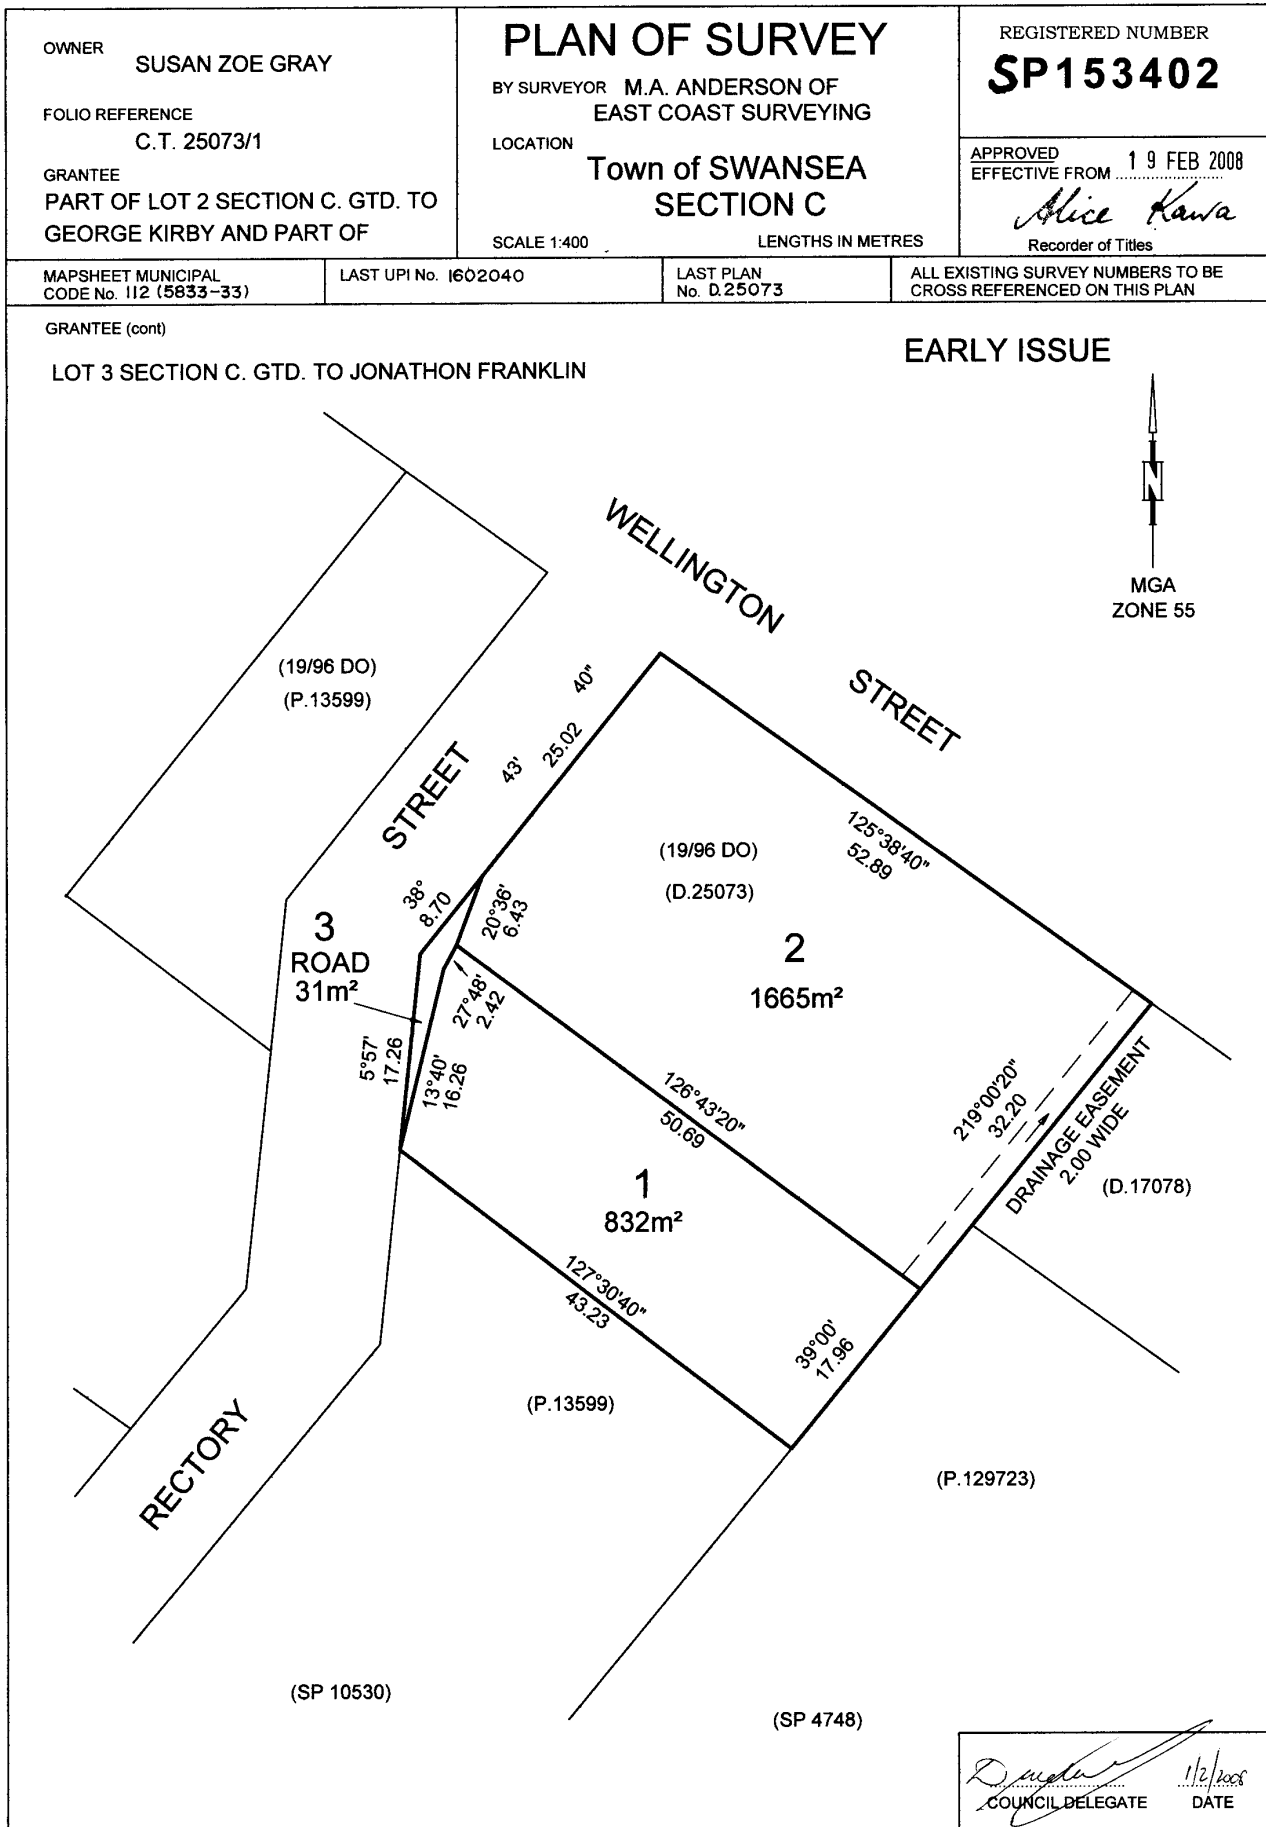 OWNER
SUSAN ZOE GRAY
FOLIO REFERENCE
C.T. 25073/1
GRANTEE
PART OF LOT 2 SECTION C. GTD. TO
GEORGE KIRBY AND PART OF
PLAN OF SURVEY
BY SURVEYOR M.A. ANDERSON OF
EAST COAST SURVEYING
LOCATION
Town of SWANSEA
SECTION C
SCALE 1:400 LENGTHS IN METRES
REGISTERED NUMBER
SP153402
APPROVED
EFFECTIVE FROM 19 FEB 2008
Alice Kawa
Recorder of Titles
MAPSHEET MUNICIPAL
CODE No. 112 (5833-33)
LAST UPI No. 1602040
LAST PLAN
No. D.25073
ALL EXISTING SURVEY NUMBERS TO BE
CROSS REFERENCED ON THIS PLAN
GRANTEE (cont)
LOT 3 SECTION C. GTD. TO JONATHON FRANKLIN
EARLY ISSUE
N
MGA
ZONE 55
WELLINGTON
STREET
(19/96 DO)
(P.13599)
40"
25.02
43'
STREET
38°
8.70
125°38'40"
52.89
(19/96 DO)
(D.25073)
20°36'
6.43
2
1665m²
3
ROAD
31m²
27°48'
2.42
5°57'
17.26
13°40'
16.26
126°43'20"
50.69
219°00'20"
32.20
DRAINAGE EASEMENT
2.00 WIDE
(D.17078)
1
832m²
127°30'40"
43.23
39°00'
17.96
(P.13599)
RECTORY
(P.129723)
(SP 10530)
(SP 4748)
COUNCIL DELEGATE
1/2/2008
DATE